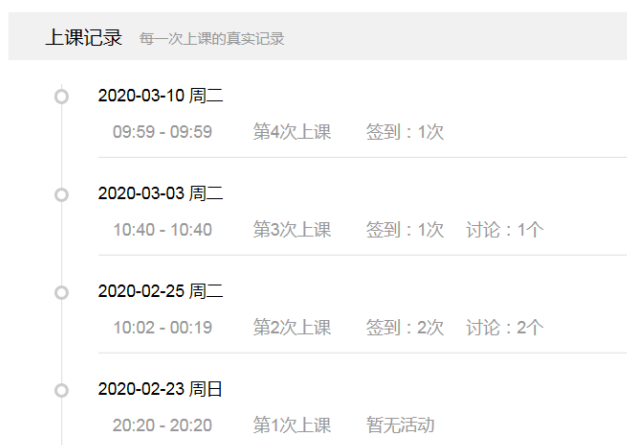 上课记录 每一次上课的真实记录
2020-03-10 周二
09:59 - 09:59 第4次上课 签到：1次
2020-03-03 周二
10:40 - 10:40 第3次上课 签到：1次 讨论：1个
2020-02-25 周二
10:02 - 00:19 第2次上课 签到：2次 讨论：2个
2020-02-23 周日
20:20 - 20:20 第1次上课 暂无活动